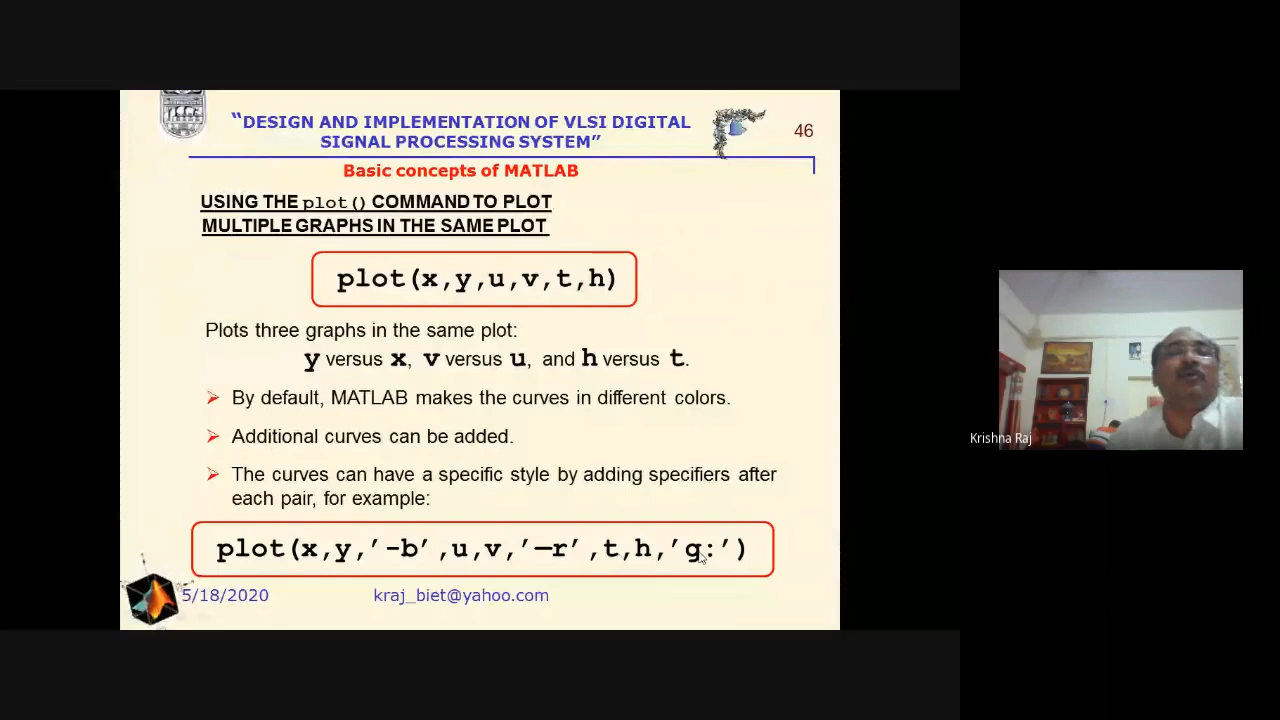 “DESIGN AND IMPLEMENTATION OF VLSI DIGITAL
SIGNAL PROCESSING SYSTEM”
46
Basic concepts of MATLAB
USING THE plot() COMMAND TO PLOT
MULTIPLE GRAPHS IN THE SAME PLOT
plot(x,y,u,v,t,h)
Plots three graphs in the same plot:
y versus x, v versus u, and h versus t.
➢ By default, MATLAB makes the curves in different colors.
➢ Additional curves can be added.
➢ The curves can have a specific style by adding specifiers after
each pair, for example:
plot(x,y,’-b’,u,v,’—r’,t,h,’g:’)
5/18/2020
kraj_biet@yahoo.com
Krishna Raj